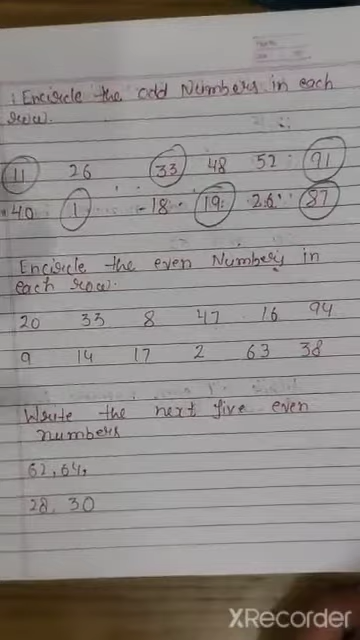 : Encircle the odd Numbers in each
row.
11 26 33 48 52 91
40 1 18 19 26 87
Encircle the even Numbers in
each row.
20 33 8 47 16 94
9 14 17 2 63 38
Write the next five even
numbers
62, 64,
28, 30
XRecorder